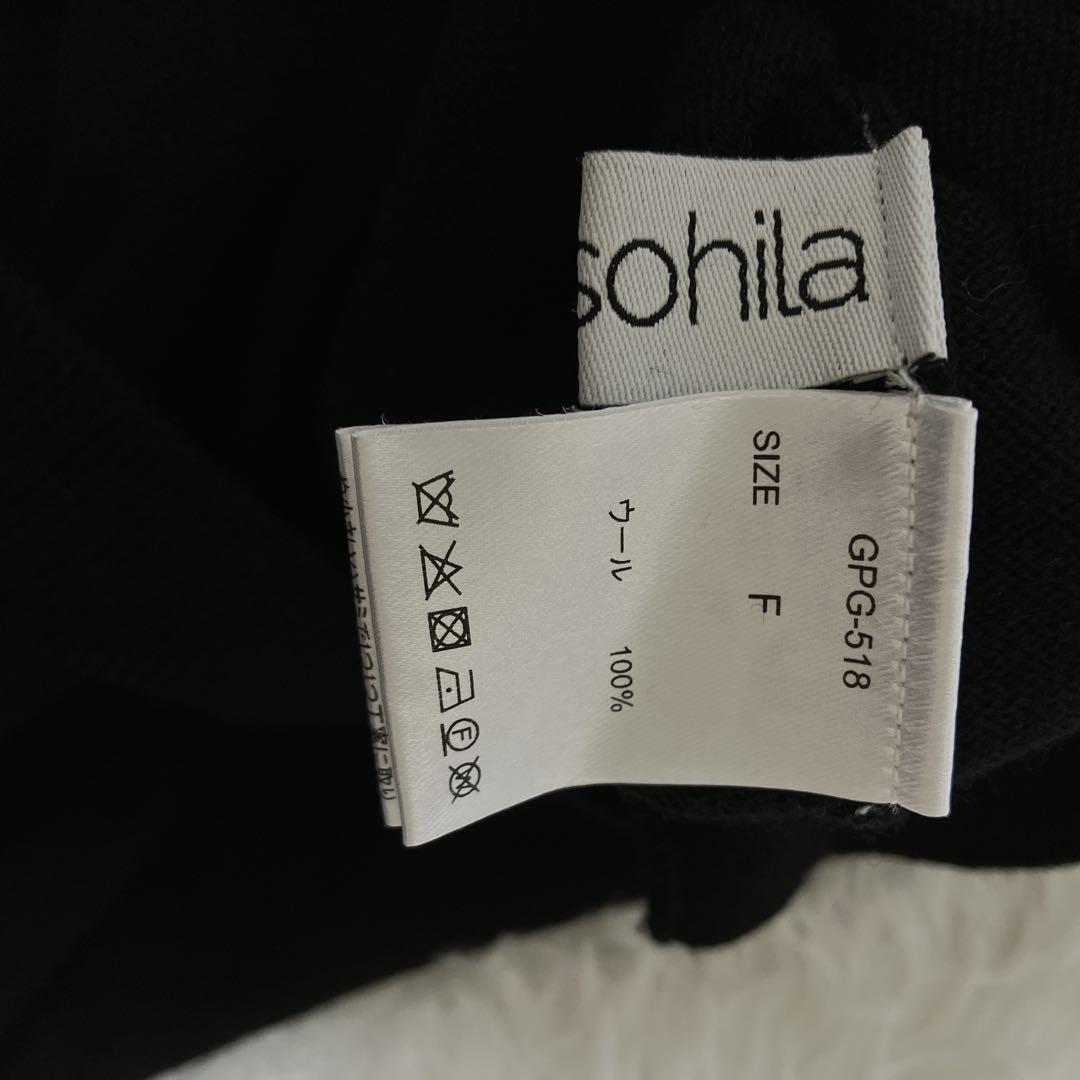 sohila
GPG-518
SIZE F
ウール 100%